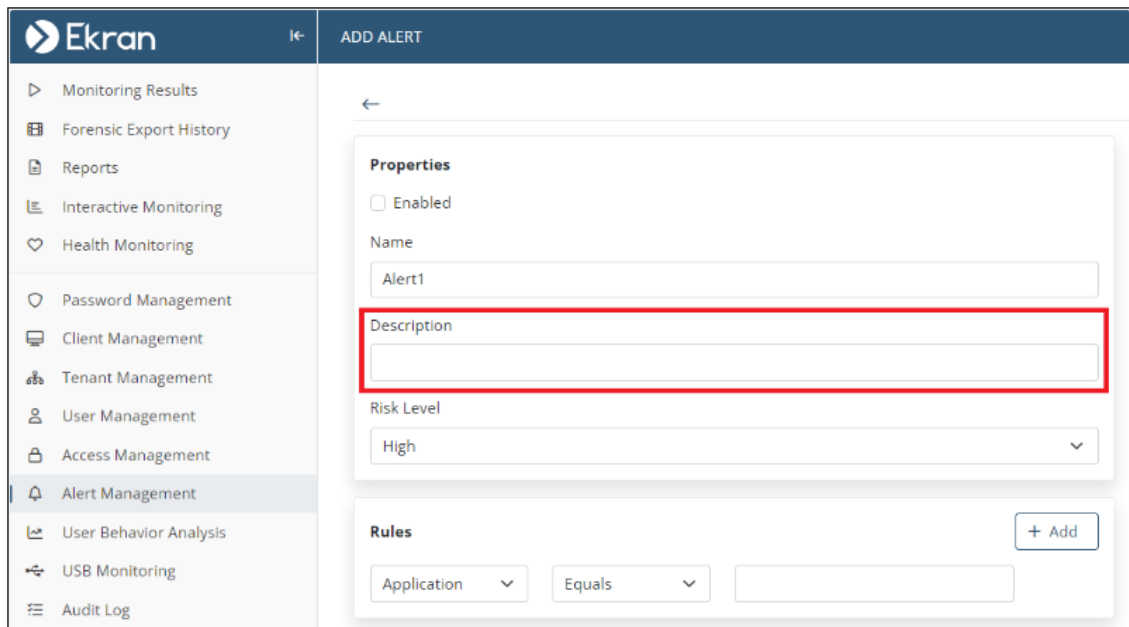 Ekran
ADD ALERT
Monitoring Results
Forensic Export History
Reports
Interactive Monitoring
Health Monitoring
Password Management
Client Management
Tenant Management
User Management
Access Management
Alert Management
User Behavior Analysis
USB Monitoring
Audit Log
Properties
Enabled
Name
Alert1
Description
Risk Level
High
Rules
+ Add
Application Equals